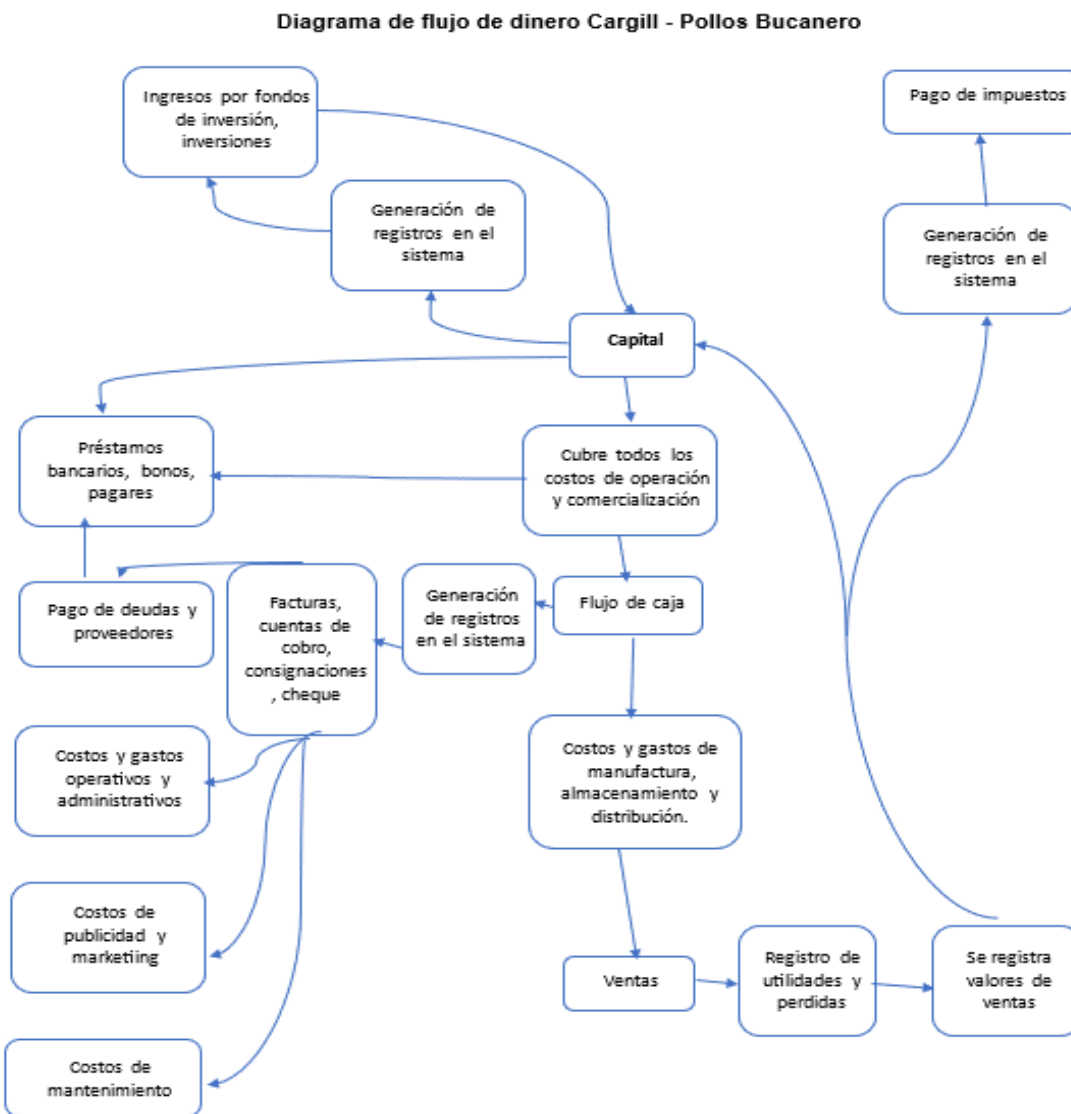 Diagrama de flujo de dinero Cargill - Pollos Bucanero
Ingresos por fondos
de inversión,
inversiones
Pago de impuestos
Generación de
registros en el
sistema
Generación de
registros en el
sistema
Capital
Préstamos
bancarios, bonos,
pagares
Cubre todos los
costos de operación
y comercialización
Pago de deudas y
proveedores
Facturas,
cuentas de
cobro,
consignaciones
, cheque
Generación
de registros
en el sistema
Flujo de caja
Costos y gastos
operativos y
administrativos
Costos y gastos de
manufactura,
almacenamiento y
distribución.
Costos de
publicidad y
marketiing
Ventas
Registro de
utilidades y
perdidas
Se registra
valores de
ventas
Costos de
mantenimiento